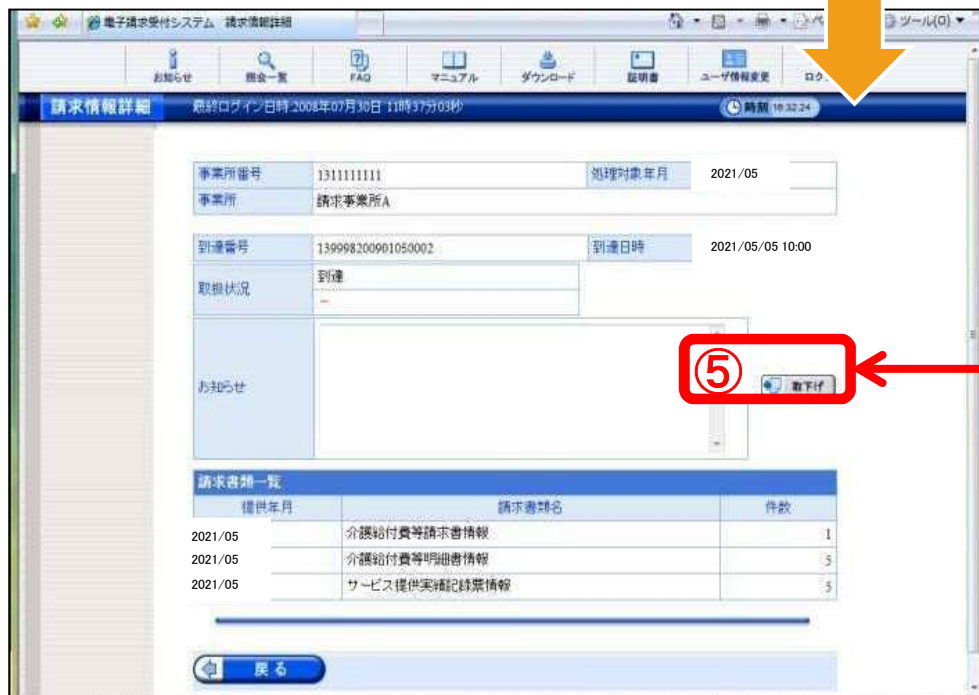 電子請求受付システム 請求情報詳細
ツール(O)
お知らせ 照会一覧 FAQ マニュアル ダウンロード 証明書 ユーザ情報変更
請求情報詳細 最終ログイン日時:2008年07月30日 11時37分03秒 時刻 18:32:24
事業所番号 1311111111 処理対象年月 2021/05
事業所 請求事業所A
到達番号 139998200901050002 到達日時 2021/05/05 10:00
取扱状況 到達
－
お知らせ ⑤ 取下げ
請求書類一覧
提供年月 請求書類名 件数
2021/05 介護給付費等請求書情報 1
2021/05 介護給付費等明細書情報 5
2021/05 サービス提供実績記録票情報 5
戻る